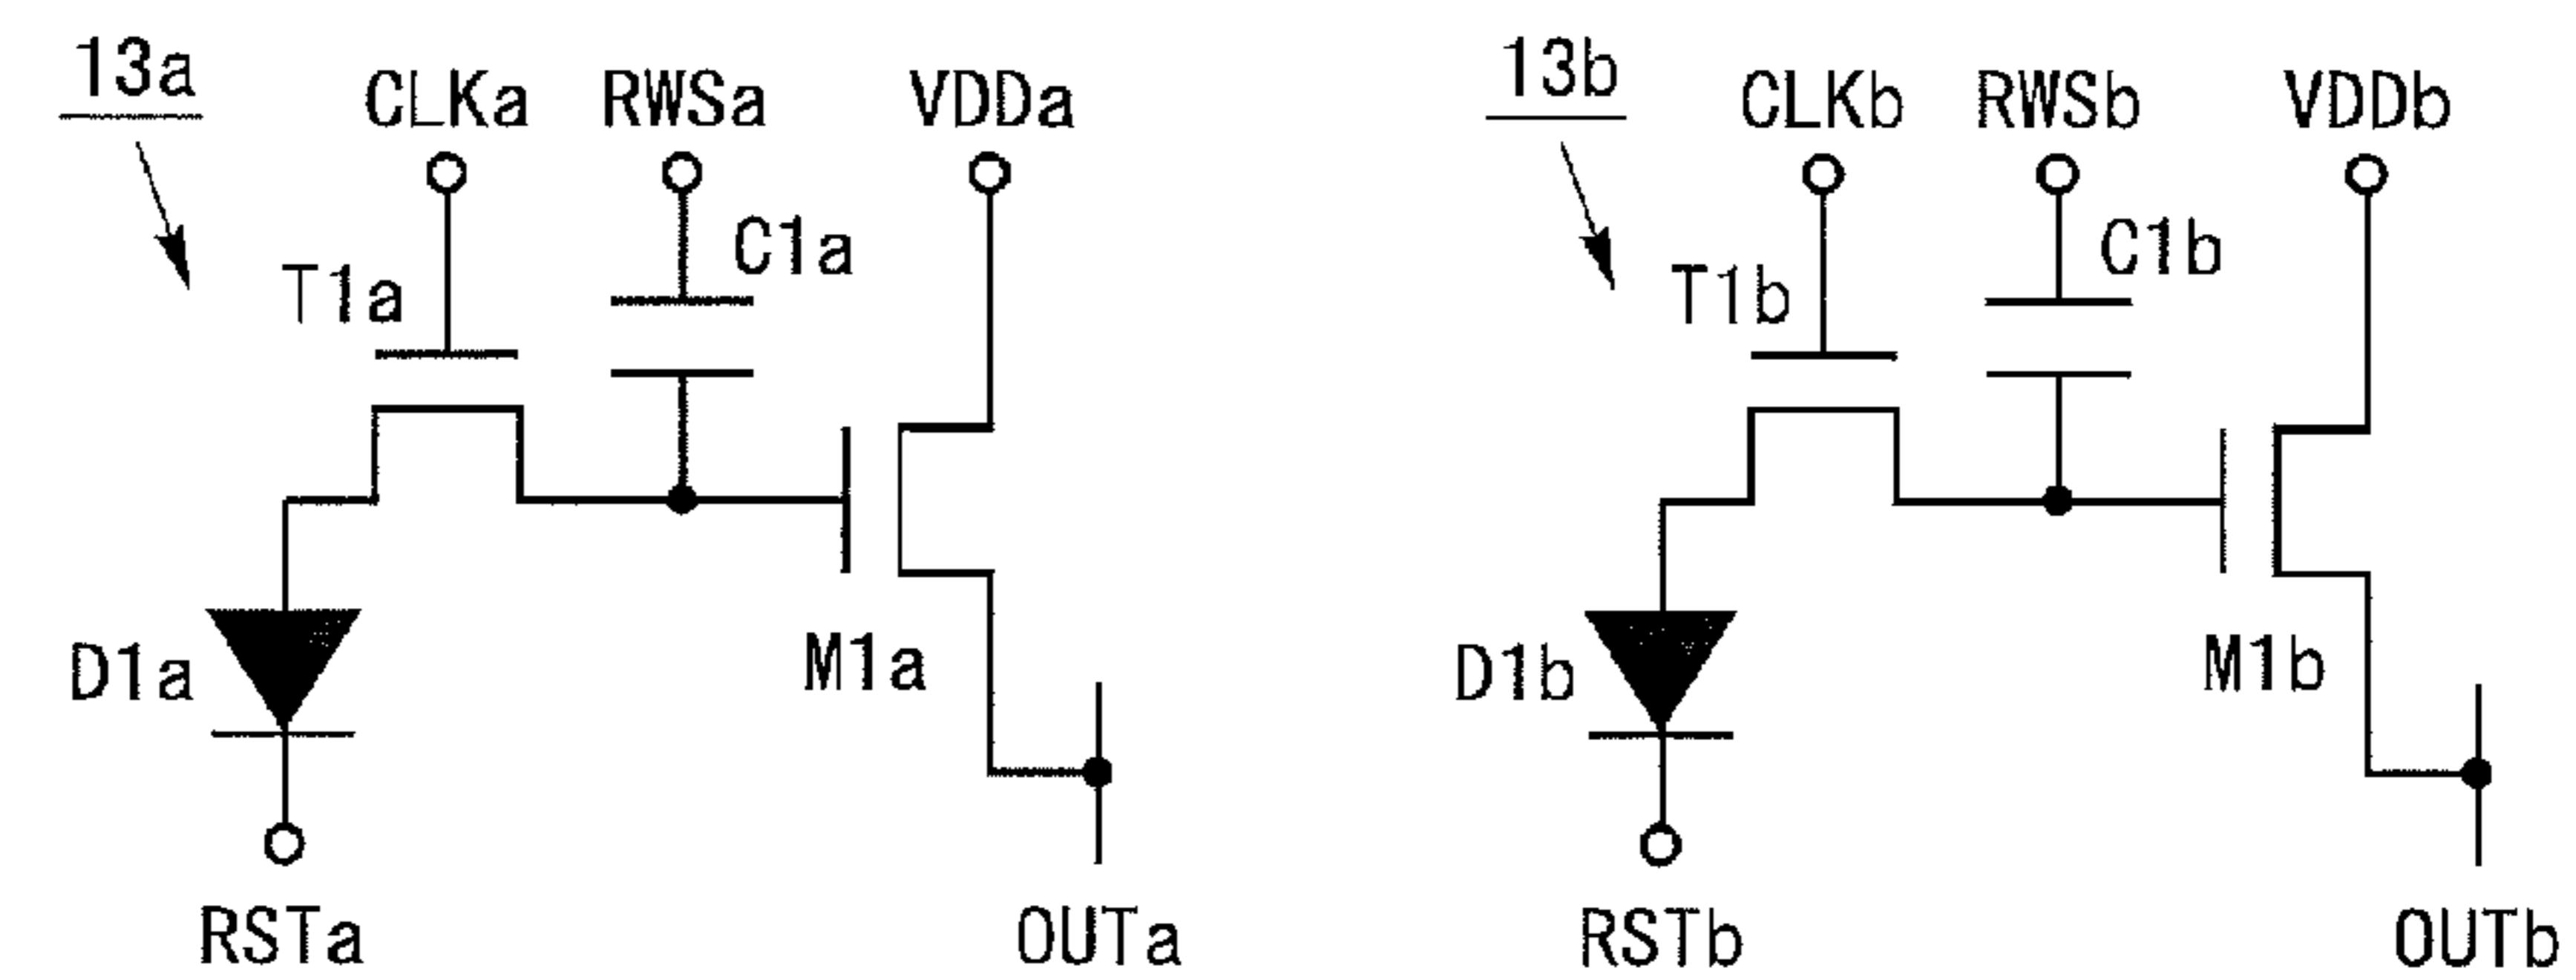 13a
CLKa RWSa VDDa
C1a
T1a
D1a
M1a
RSTa
OUTa
13b
CLKb RWSb VDDb
C1b
T1b
D1b
M1b
RSTb
OUTb